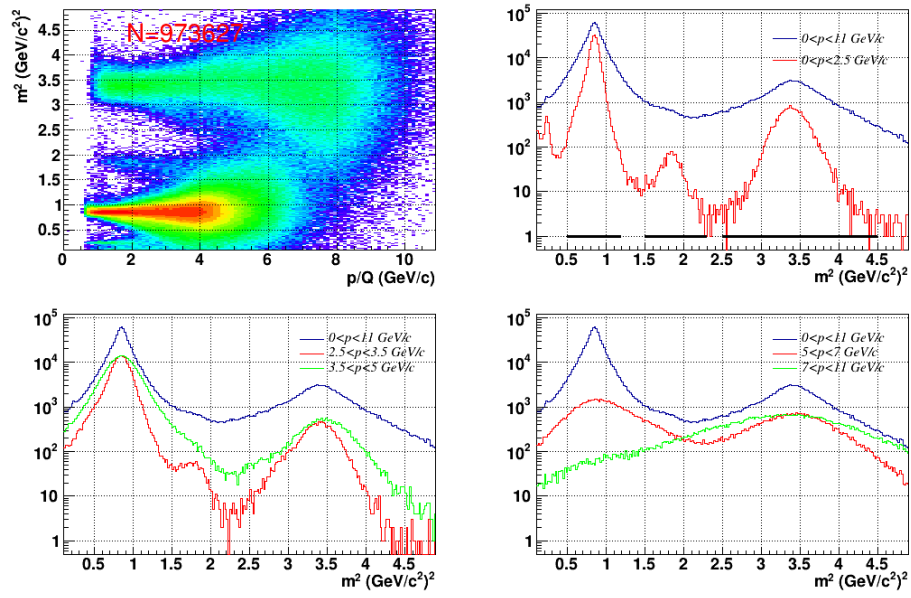 N=973627
m² (GeV/c²)²
4.5
4
3.5
3
2.5
2
1.5
1
0.5
0 2 4 6 8 10
p/Q (GeV/c)
10⁵
10⁴
10³
10²
10
1
0<p<11 GeV/c
0<p<2.5 GeV/c
0.5 1 1.5 2 2.5 3 3.5 4 4.5
m² (GeV/c²)²
10⁵
10⁴
10³
10²
10
1
0<p<11 GeV/c
2.5<p<3.5 GeV/c
3.5<p<5 GeV/c
0.5 1 1.5 2 2.5 3 3.5 4 4.5
m² (GeV/c²)²
10⁵
10⁴
10³
10²
10
1
0<p<11 GeV/c
5<p<7 GeV/c
7<p<11 GeV/c
0.5 1 1.5 2 2.5 3 3.5 4 4.5
m² (GeV/c²)²